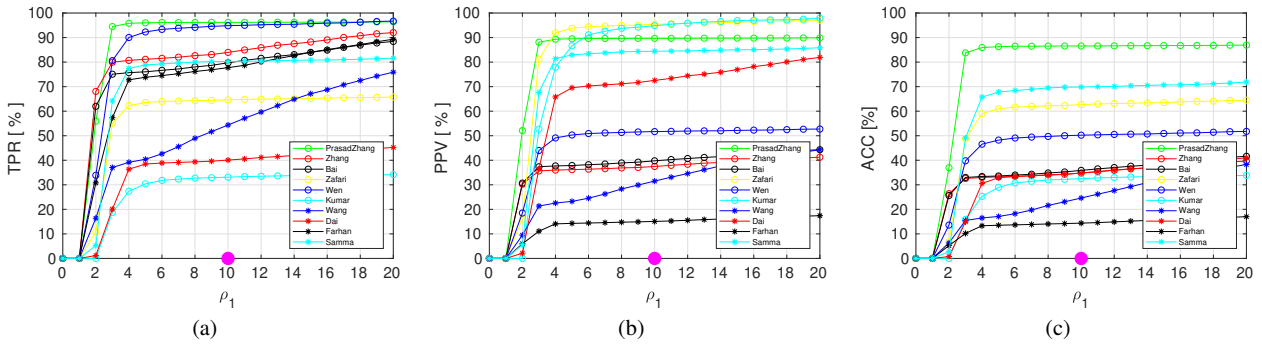 100
90
80
70
60
50
40
30
20
10
0
TPR [ % ]
0 2 4 6 8 10 12 14 16 18 20
ρ1
PrasadZhang
Zhang
Bai
Zafari
Wen
Kumar
Wang
Dai
Farhan
Samma
(a)
100
90
80
70
60
50
40
30
20
10
0
PPV [ % ]
0 2 4 6 8 10 12 14 16 18 20
ρ1
PrasadZhang
Zhang
Bai
Zafari
Wen
Kumar
Wang
Dai
Farhan
Samma
(b)
100
90
80
70
60
50
40
30
20
10
0
ACC [%]
0 2 4 6 8 10 12 14 16 18 20
ρ1
PrasadZhang
Zhang
Bai
Zafari
Wen
Kumar
Wang
Dai
Farhan
Samma
(c)